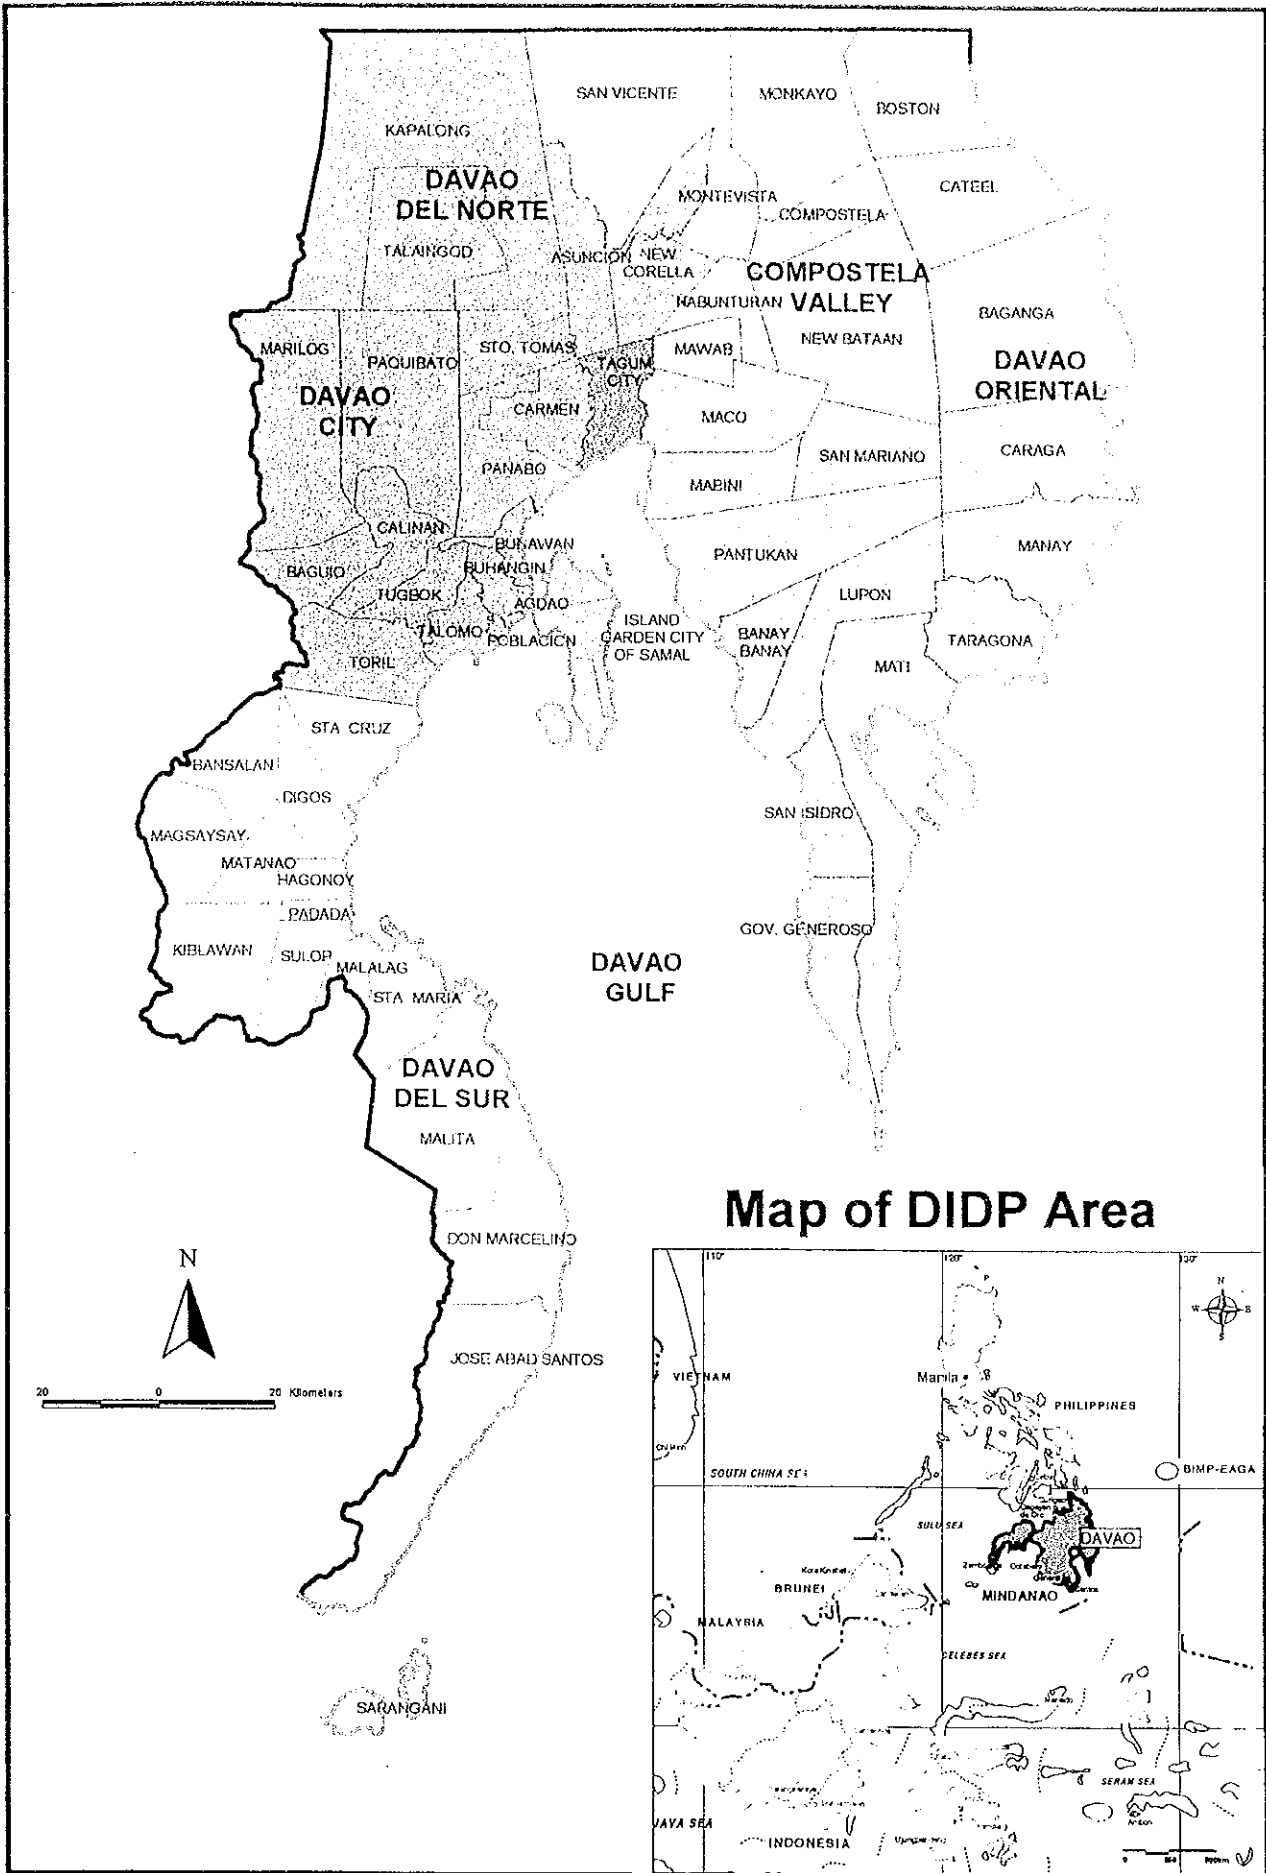 SAN VICENTE
MONKAYO
BOSTON
KAPALONG
DAVAO
DEL NORTE
MONTEVISTA
CATEEL
COMPOSTELA
TALAINGOD
ASUNCION
NEW
CORELLA
COMPOSTELA
VALLEY
NABUNTURAN
BAGANGA
MARILOG
PAQUIBATO
STO. TOMAS
TAGUM
CITY
MAWAB
NEW BATAAN
DAVAO
ORIENTAL
DAVAO
CITY
CARMEN
MACO
PANABO
SAN MARIANO
CARAGA
MABINI
CALINAN
BUNAWAN
PANTUKAN
MANAY
BAGUIO
BUHANGIN
TUGBOK
AGDAO
LUPON
TALOMO
POBLACION
ISLAND
GARDEN CITY
OF SAMAL
BANAY
BANAY
TARAGONA
TORIL
MATI
STA CRUZ
BANSALAN
DIGOS
SAN ISIDRO
MAGSAYSAY
MATANAO
HAGONOY
PADADA
GOV. GENEROSO
KIBLAWAN
SULOP
MALALAG
DAVAO
GULF
STA MARIA
DAVAO
DEL SUR
MALITA
Map of DIDP Area
DON MARCELINO
N
JOSE ABAD SANTOS
20 0 20 Kilometers
SARANGANI
110°
120°
130°
N
W
E
S
VIETNAM
Manila
PHILIPPINES
SOUTH CHINA SEA
BIMP-EAGA
SULU SEA
DAVAO
BRUNEI
MINDANAO
MALAYSIA
CELEBES SEA
SERAM SEA
JAVA SEA
INDONESIA